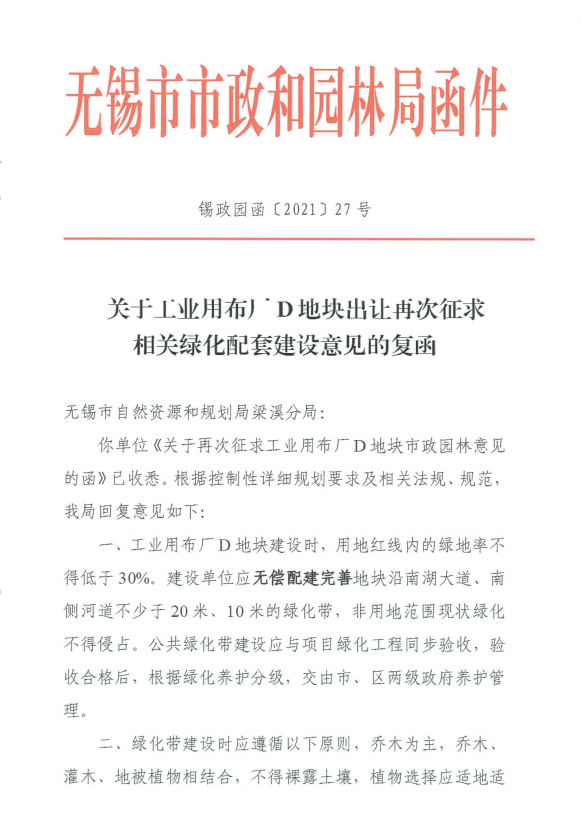 无锡市市政和园林局函件
锡政园函〔2021〕27号
关于工业用布厂D地块出让再次征求
相关绿化配套建设意见的复函
无锡市自然资源和规划局梁溪分局：
你单位《关于再次征求工业用布厂D地块市政园林意见
的函》已收悉。根据控制性详细规划要求及相关法规、规范，
我局回复意见如下：
一、工业用布厂D地块建设时，用地红线内的绿地率不
得低于30%。建设单位应无偿配建完善地块沿南湖大道、南
侧河道不少于20米、10米的绿化带，非用地范围现状绿化
不得侵占。公共绿化带建设应与项目绿化工程同步验收，验
收合格后，根据绿化养护分级，交由市、区两级政府养护管
理。
二、绿化带建设时应遵循以下原则，乔木为主，乔木、
灌木、地被植物相结合，不得裸露土壤，植物选择应适地适